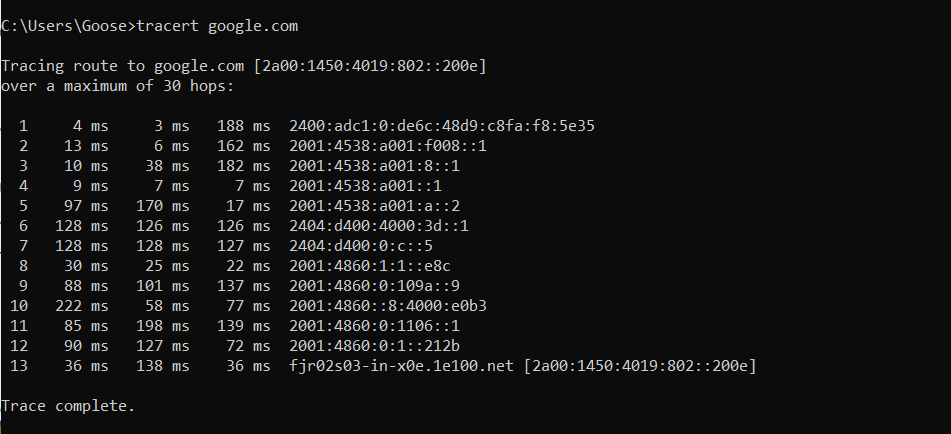 C:\Users\Goose>tracert google.com
Tracing route to google.com [2a00:1450:4019:802::200e]
over a maximum of 30 hops:
1 4 ms 3 ms 188 ms 2400:adc1:0:de6c:48d9:c8fa:f8:5e35
2 13 ms 6 ms 162 ms 2001:4538:a001:f008::1
3 10 ms 38 ms 182 ms 2001:4538:a001:8::1
4 9 ms 7 ms 7 ms 2001:4538:a001::1
5 97 ms 170 ms 17 ms 2001:4538:a001:a::2
6 128 ms 126 ms 126 ms 2404:d400:4000:3d::1
7 128 ms 128 ms 127 ms 2404:d400:0:c::5
8 30 ms 25 ms 22 ms 2001:4860:1:1::e8c
9 88 ms 101 ms 137 ms 2001:4860:0:109a::9
10 222 ms 58 ms 77 ms 2001:4860::8:4000:e0b3
11 85 ms 198 ms 139 ms 2001:4860:0:1106::1
12 90 ms 127 ms 72 ms 2001:4860:0:1::212b
13 36 ms 138 ms 36 ms fjr02s03-in-x0e.1e100.net [2a00:1450:4019:802::200e]
Trace complete.